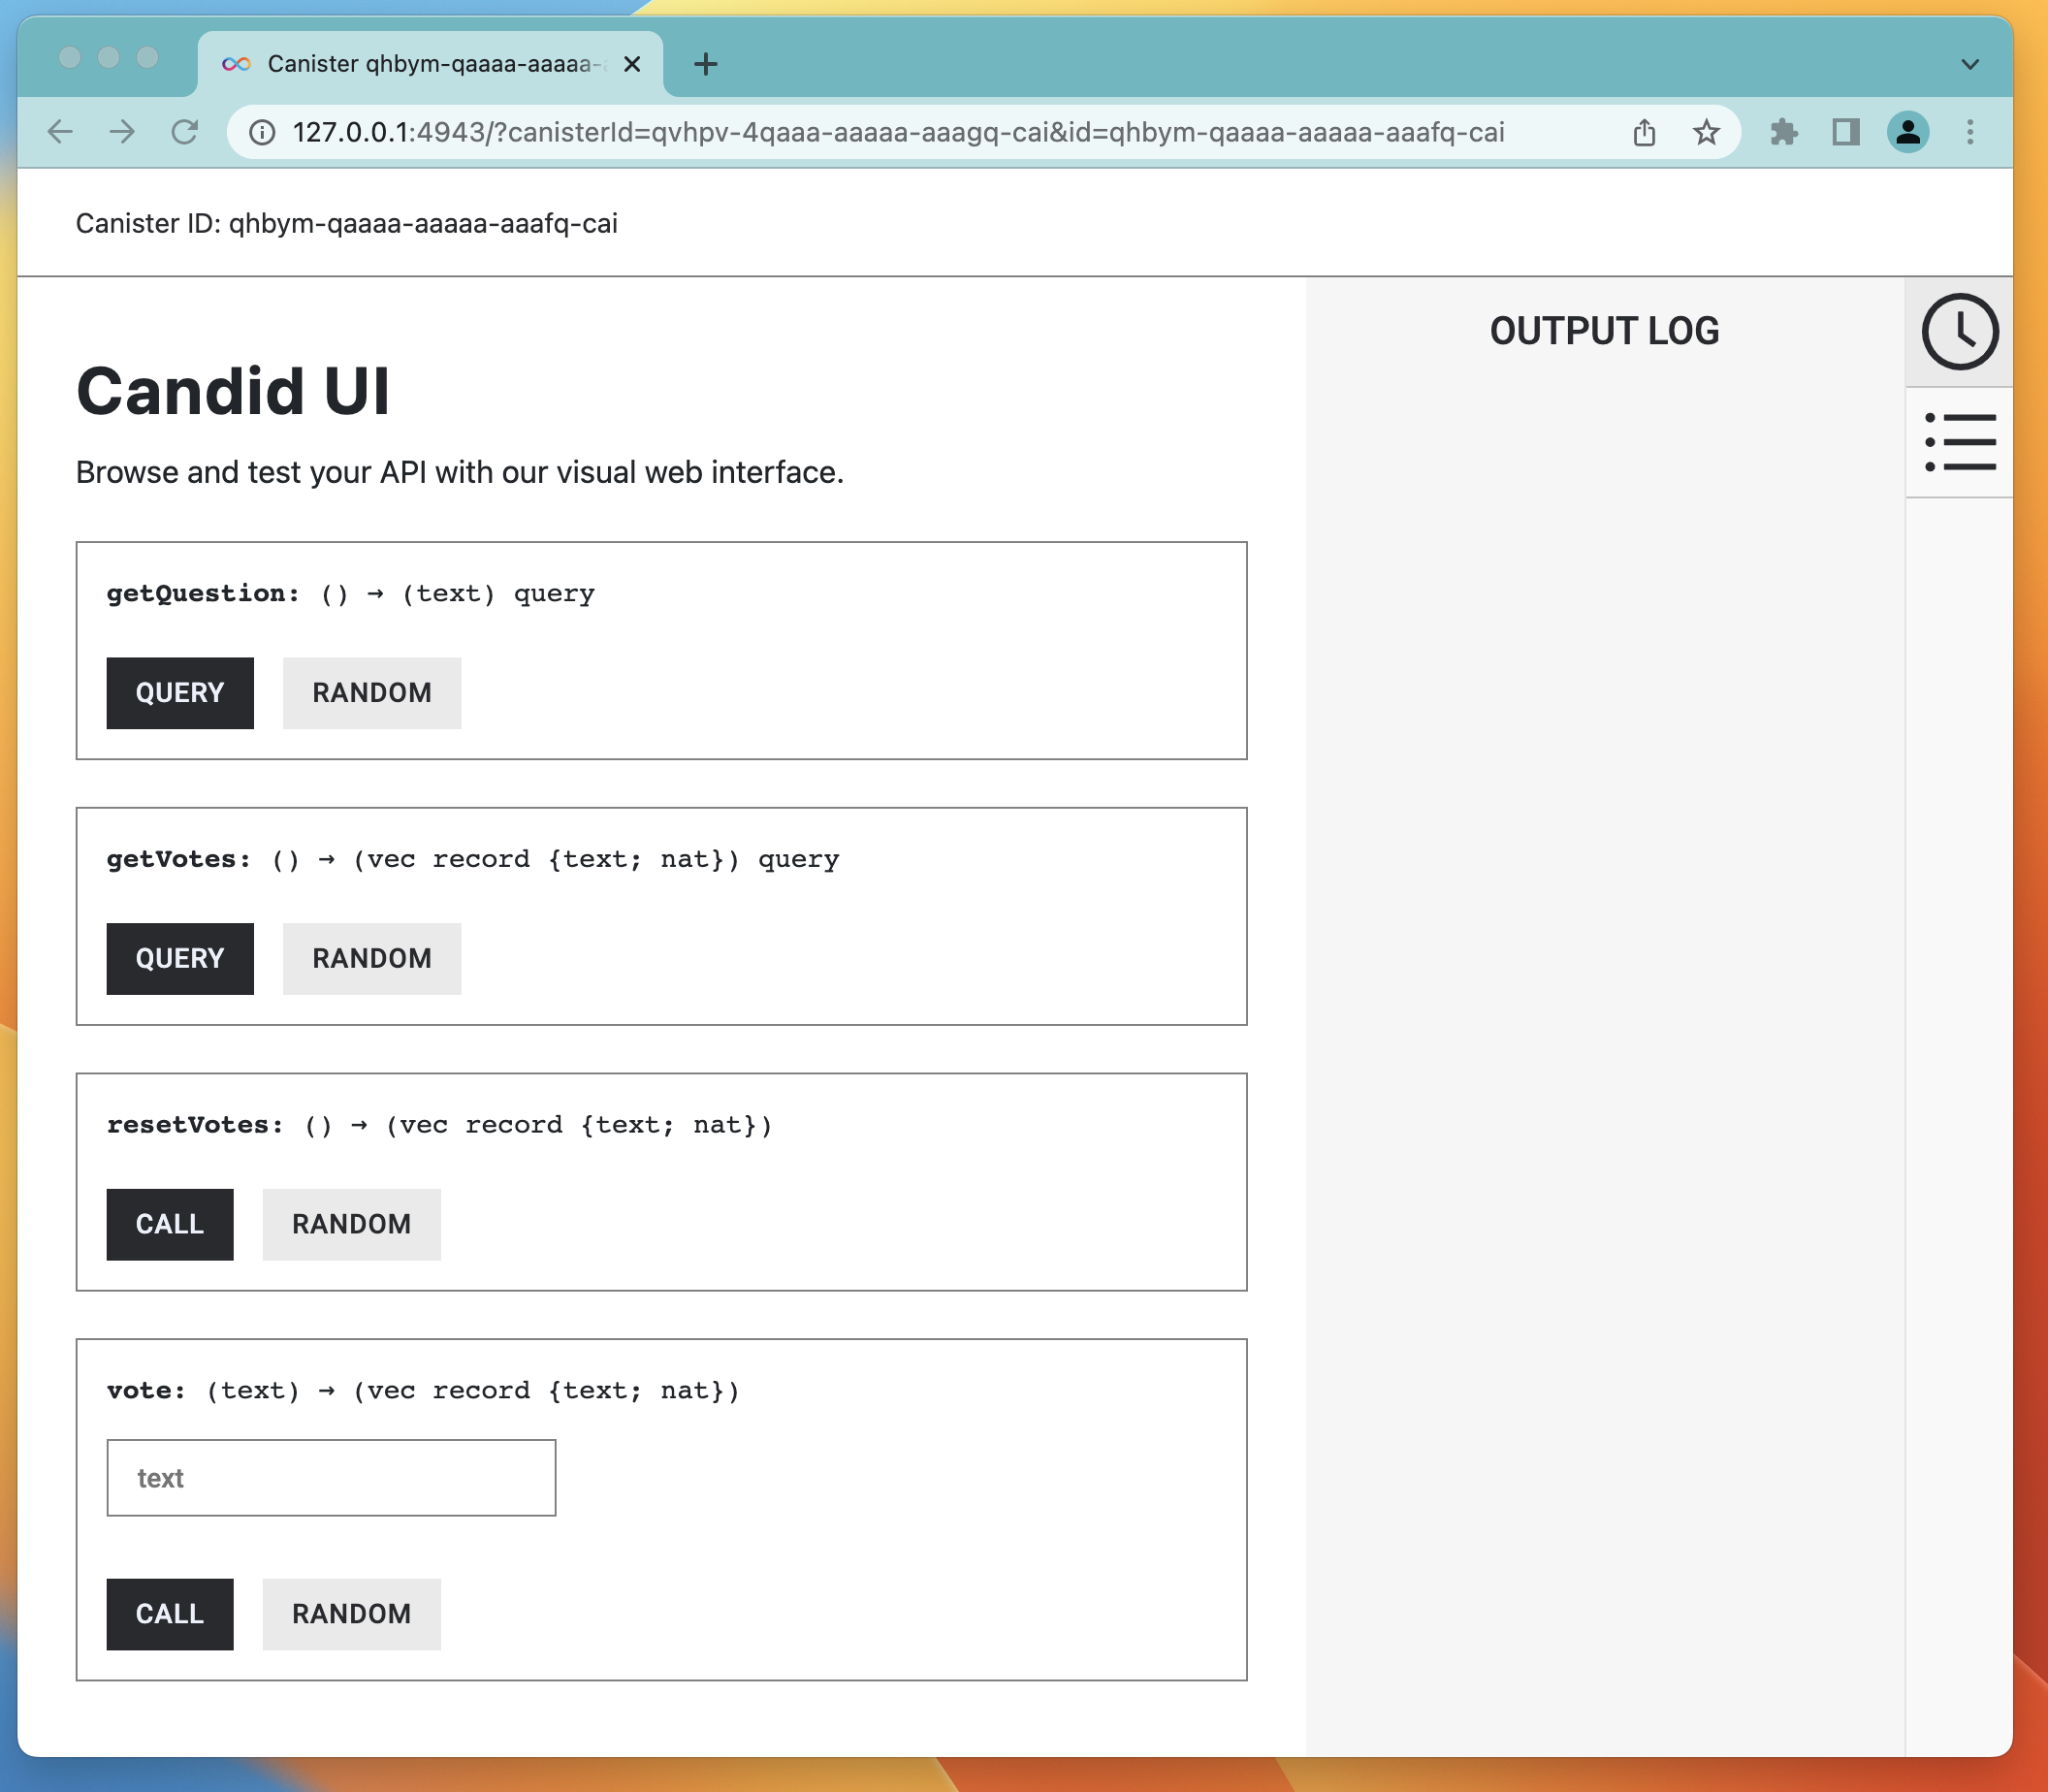 Canister qhbym-qaaaa-aaaaa-
127.0.0.1:4943/?canisterId=qvhpv-4qaaa-aaaaa-aaagq-cai&id=qhbym-qaaaa-aaaaa-aaafq-cai
Canister ID: qhbym-qaaaa-aaaaa-aaafq-cai
Candid UI
Browse and test your API with our visual web interface.
getQuestion: () → (text) query
QUERY RANDOM
getVotes: () → (vec record {text; nat}) query
QUERY RANDOM
resetVotes: () → (vec record {text; nat})
CALL RANDOM
vote: (text) → (vec record {text; nat})
text
CALL RANDOM
OUTPUT LOG